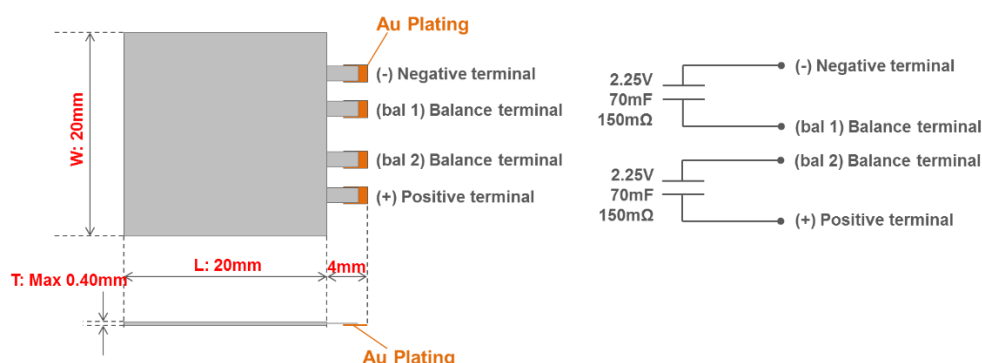 Au Plating
(-) Negative terminal
(bal 1) Balance terminal
(bal 2) Balance terminal
(+) Positive terminal
W: 20mm
L: 20mm
4mm
T: Max 0.40mm
Au Plating
2.25V
70mF
150mΩ
(-) Negative terminal
(bal 1) Balance terminal
2.25V
70mF
150mΩ
(bal 2) Balance terminal
(+) Positive terminal